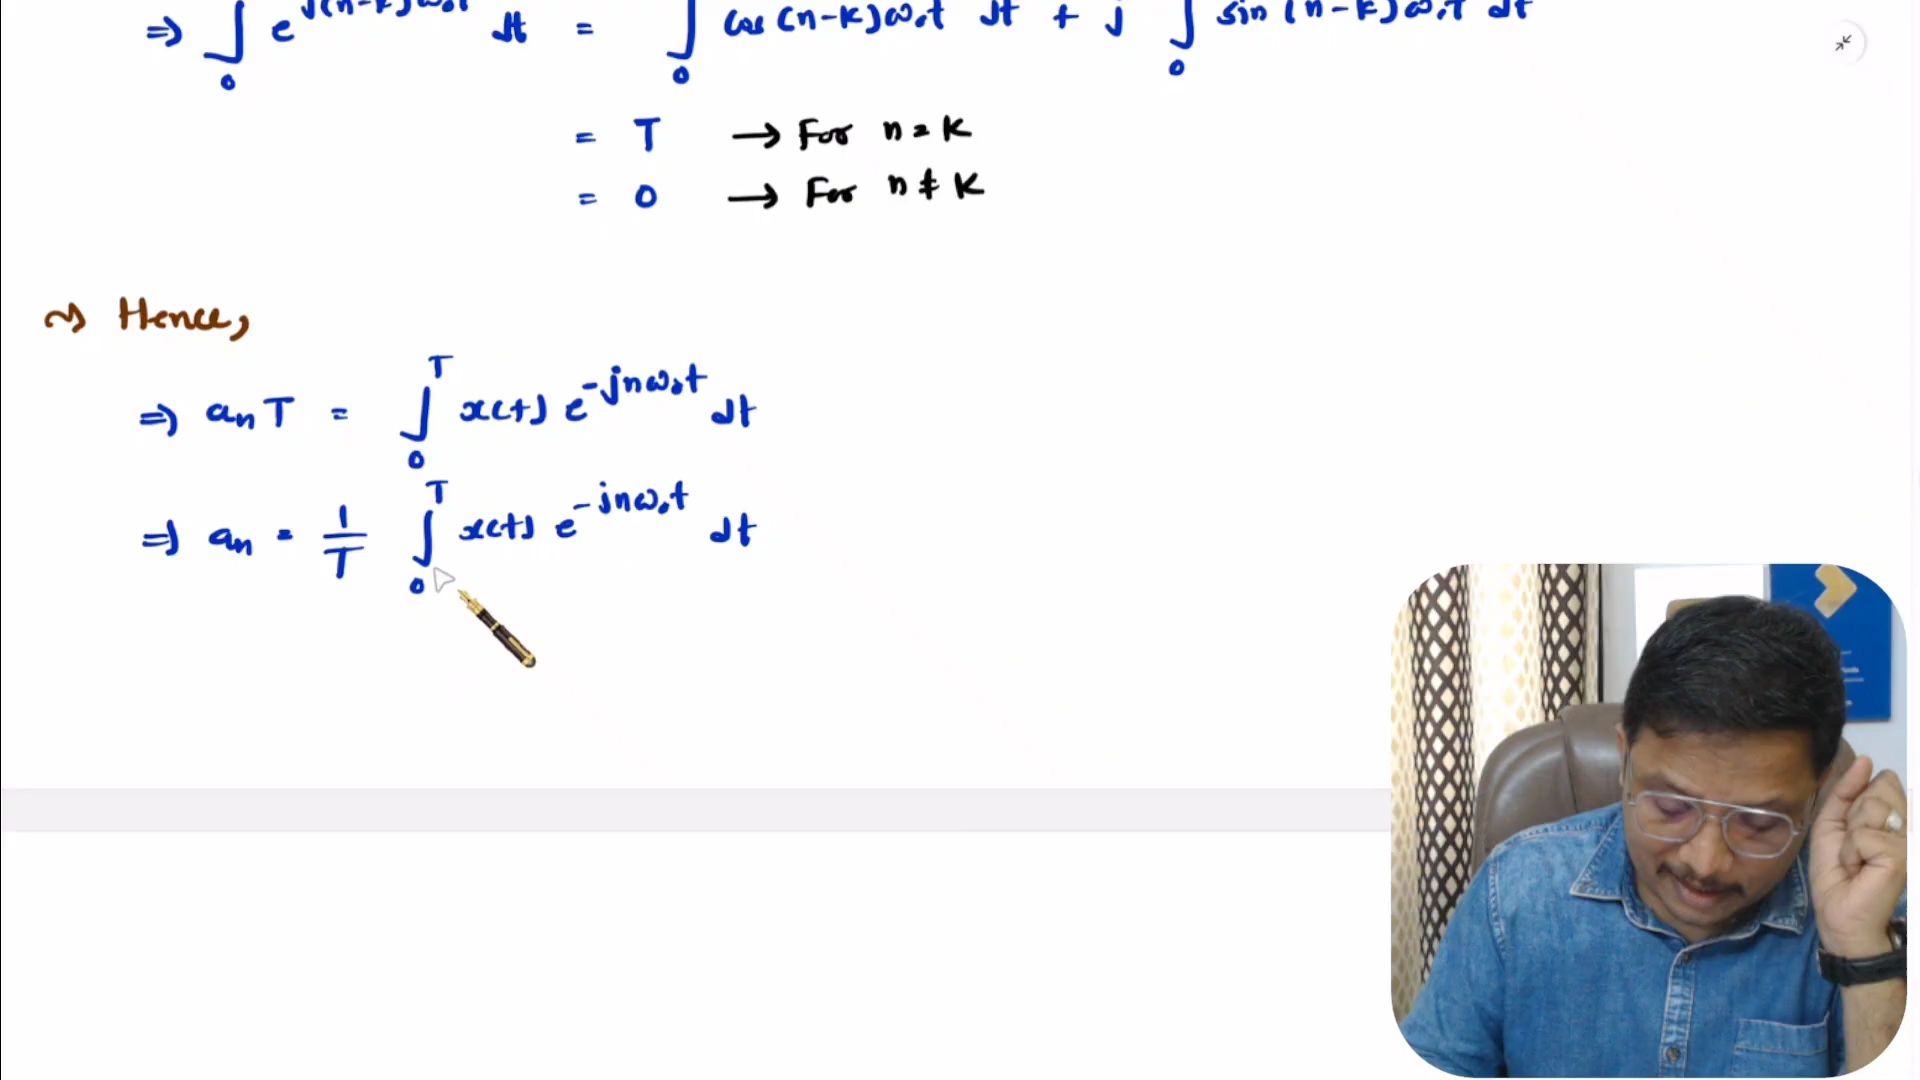 ⇒ ∫₀ e^{j(n-k)ω₀t} dt = ∫₀ cos (n-k)ω₀t dt + j ∫₀ sin (n-k)ω₀t dt
= T → For n = k
= 0 → For n ≠ k
⤳ Hence,
⇒ aₙT = ∫₀ᵀ x(t) e^{-jnω₀t} dt
⇒ aₙ = 1/T ∫₀ᵀ x(t) e^{-jnω₀t} dt